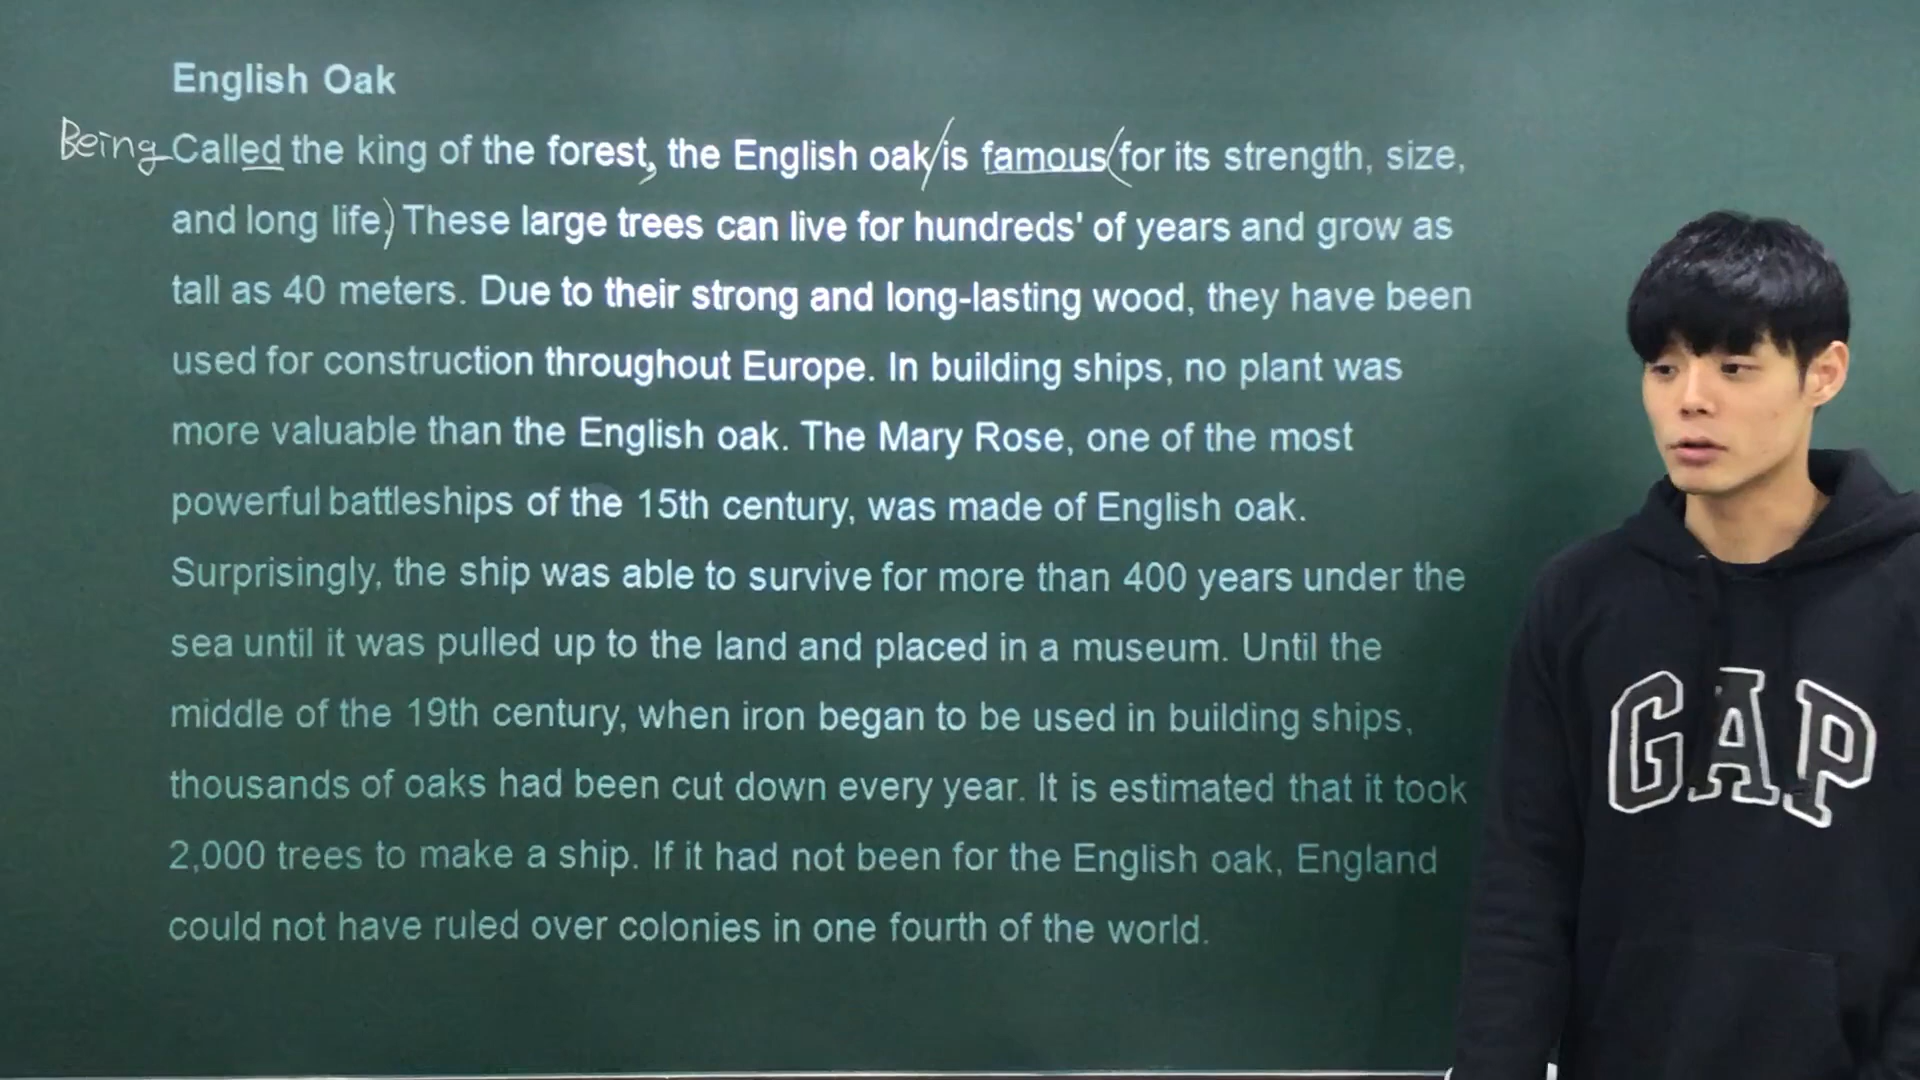 English Oak
Being Called the king of the forest, the English oak is famous for its strength, size,
and long life. These large trees can live for hundreds' of years and grow as
tall as 40 meters. Due to their strong and long-lasting wood, they have been
used for construction throughout Europe. In building ships, no plant was
more valuable than the English oak. The Mary Rose, one of the most
powerful battleships of the 15th century, was made of English oak.
Surprisingly, the ship was able to survive for more than 400 years under the
sea until it was pulled up to the land and placed in a museum. Until the
middle of the 19th century, when iron began to be used in building ships,
thousands of oaks had been cut down every year. It is estimated that it took
2,000 trees to make a ship. If it had not been for the English oak, England
could not have ruled over colonies in one fourth of the world.
GAP